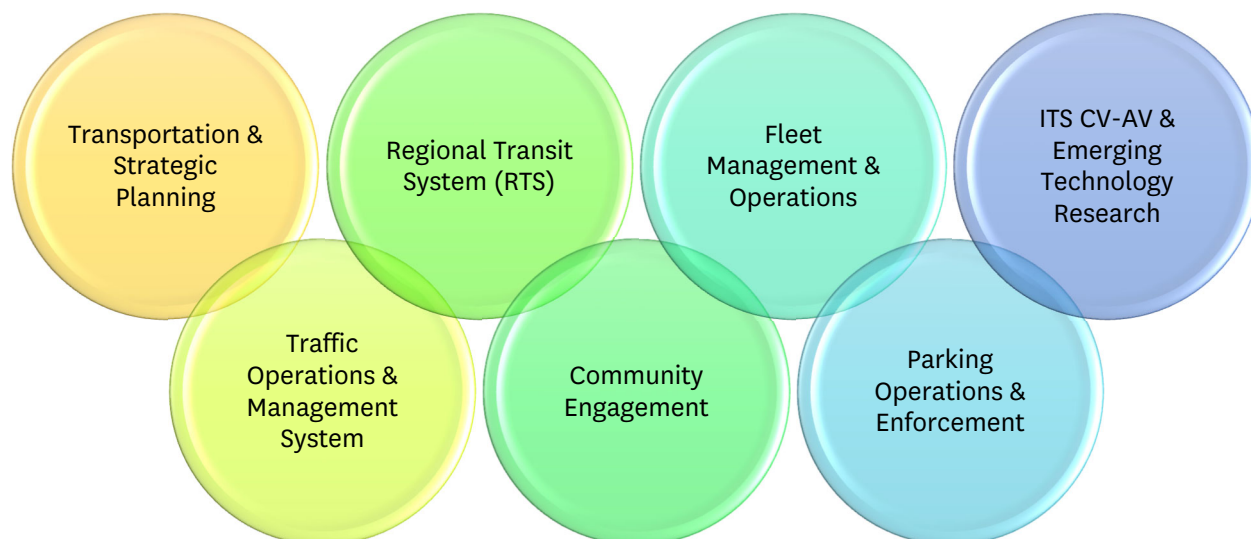 Transportation &
Strategic
Planning
Regional Transit
System (RTS)
Fleet
Management &
Operations
ITS CV-AV &
Emerging
Technology
Research
Traffic
Operations &
Management
System
Community
Engagement
Parking
Operations &
Enforcement